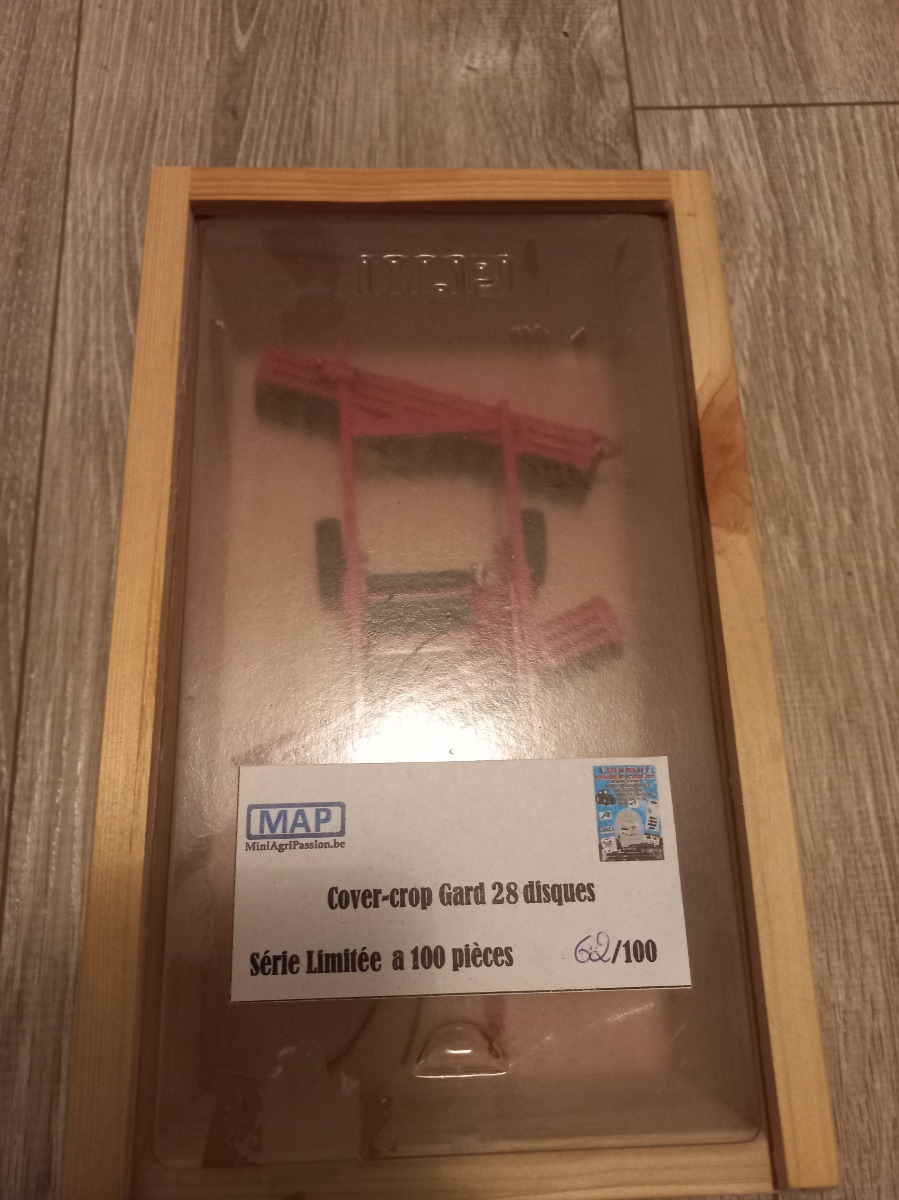 MAP
MiniAgriPassion.be
Cover-crop Gard 28 disques
Série Limitée a 100 pièces 62/100